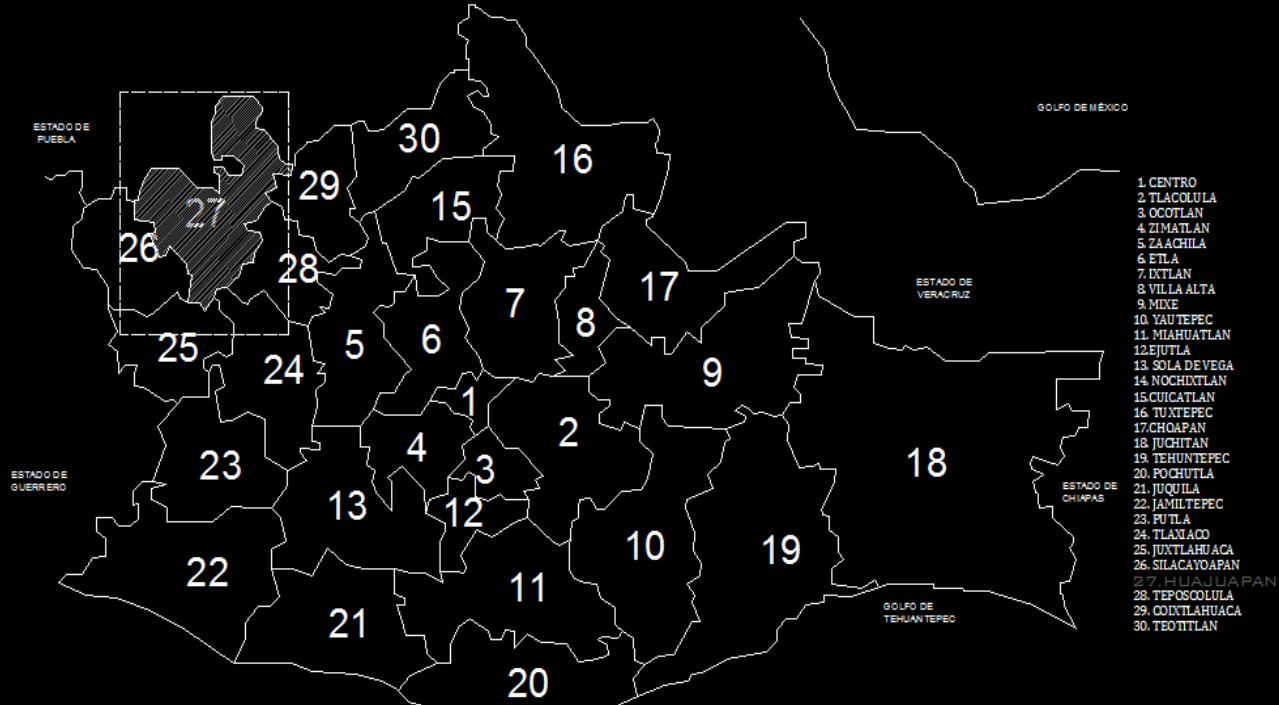 ESTADO DE
PUEBLA
GOLFO DE MÉXICO
30
16
29
15
27
26
28
17
ESTADO DE
VERACRUZ
7
8
5
6
25
24
9
1
2
4
3
23
18
ESTADO DE
GUERRERO
ESTADO DE
CHIAPAS
13
12
10
19
22
11
21
GOLFO DE
TEHUANTEPEC
20
1. CENTRO
2. TLACOLULA
3. OCOTLAN
4. ZIMATLAN
5. ZAACHILA
6. ETLA
7. IXTLAN
8. VILLA ALTA
9. MIXE
10. YAUTEPEC
11. MIAHUATLAN
12.EJUTLA
13. SOLA DE VEGA
14. NOCHIXTLAN
15.CUICATLAN
16. TUXTEPEC
17.CHOAPAN
18. JUCHITAN
19. TEHUNTEPEC
20. POCHUTLA
21. JUQUILA
22. JAMILTEPEC
23. PUTLA
24. TLAXIACO
25. JUXTLAHUACA
26. SILACAYOAPAN
27.HUAJUAPAN
28. TEPOSCOLULA
29. COIXTLAHUACA
30. TEOTITLAN